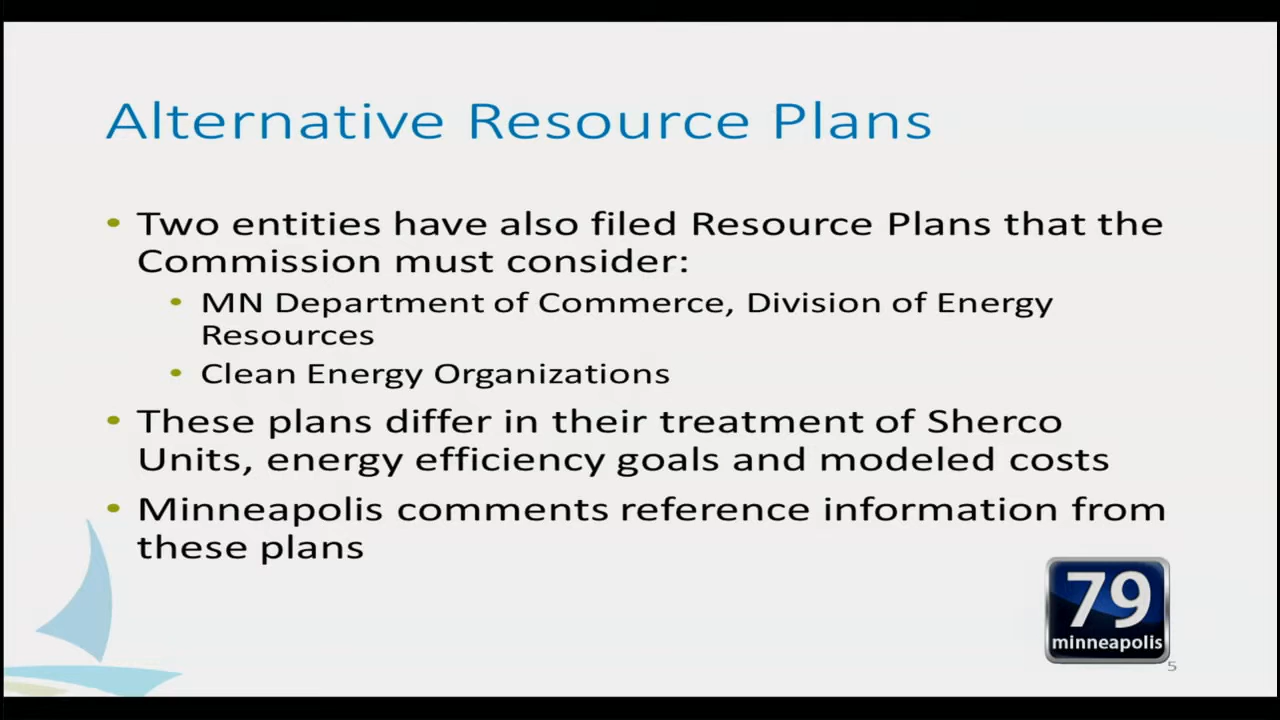 Alternative Resource Plans
• Two entities have also filed Resource Plans that the
Commission must consider:
• MN Department of Commerce, Division of Energy
Resources
• Clean Energy Organizations
• These plans differ in their treatment of Sherco
Units, energy efficiency goals and modeled costs
• Minneapolis comments reference information from
these plans
79
minneapolis
5